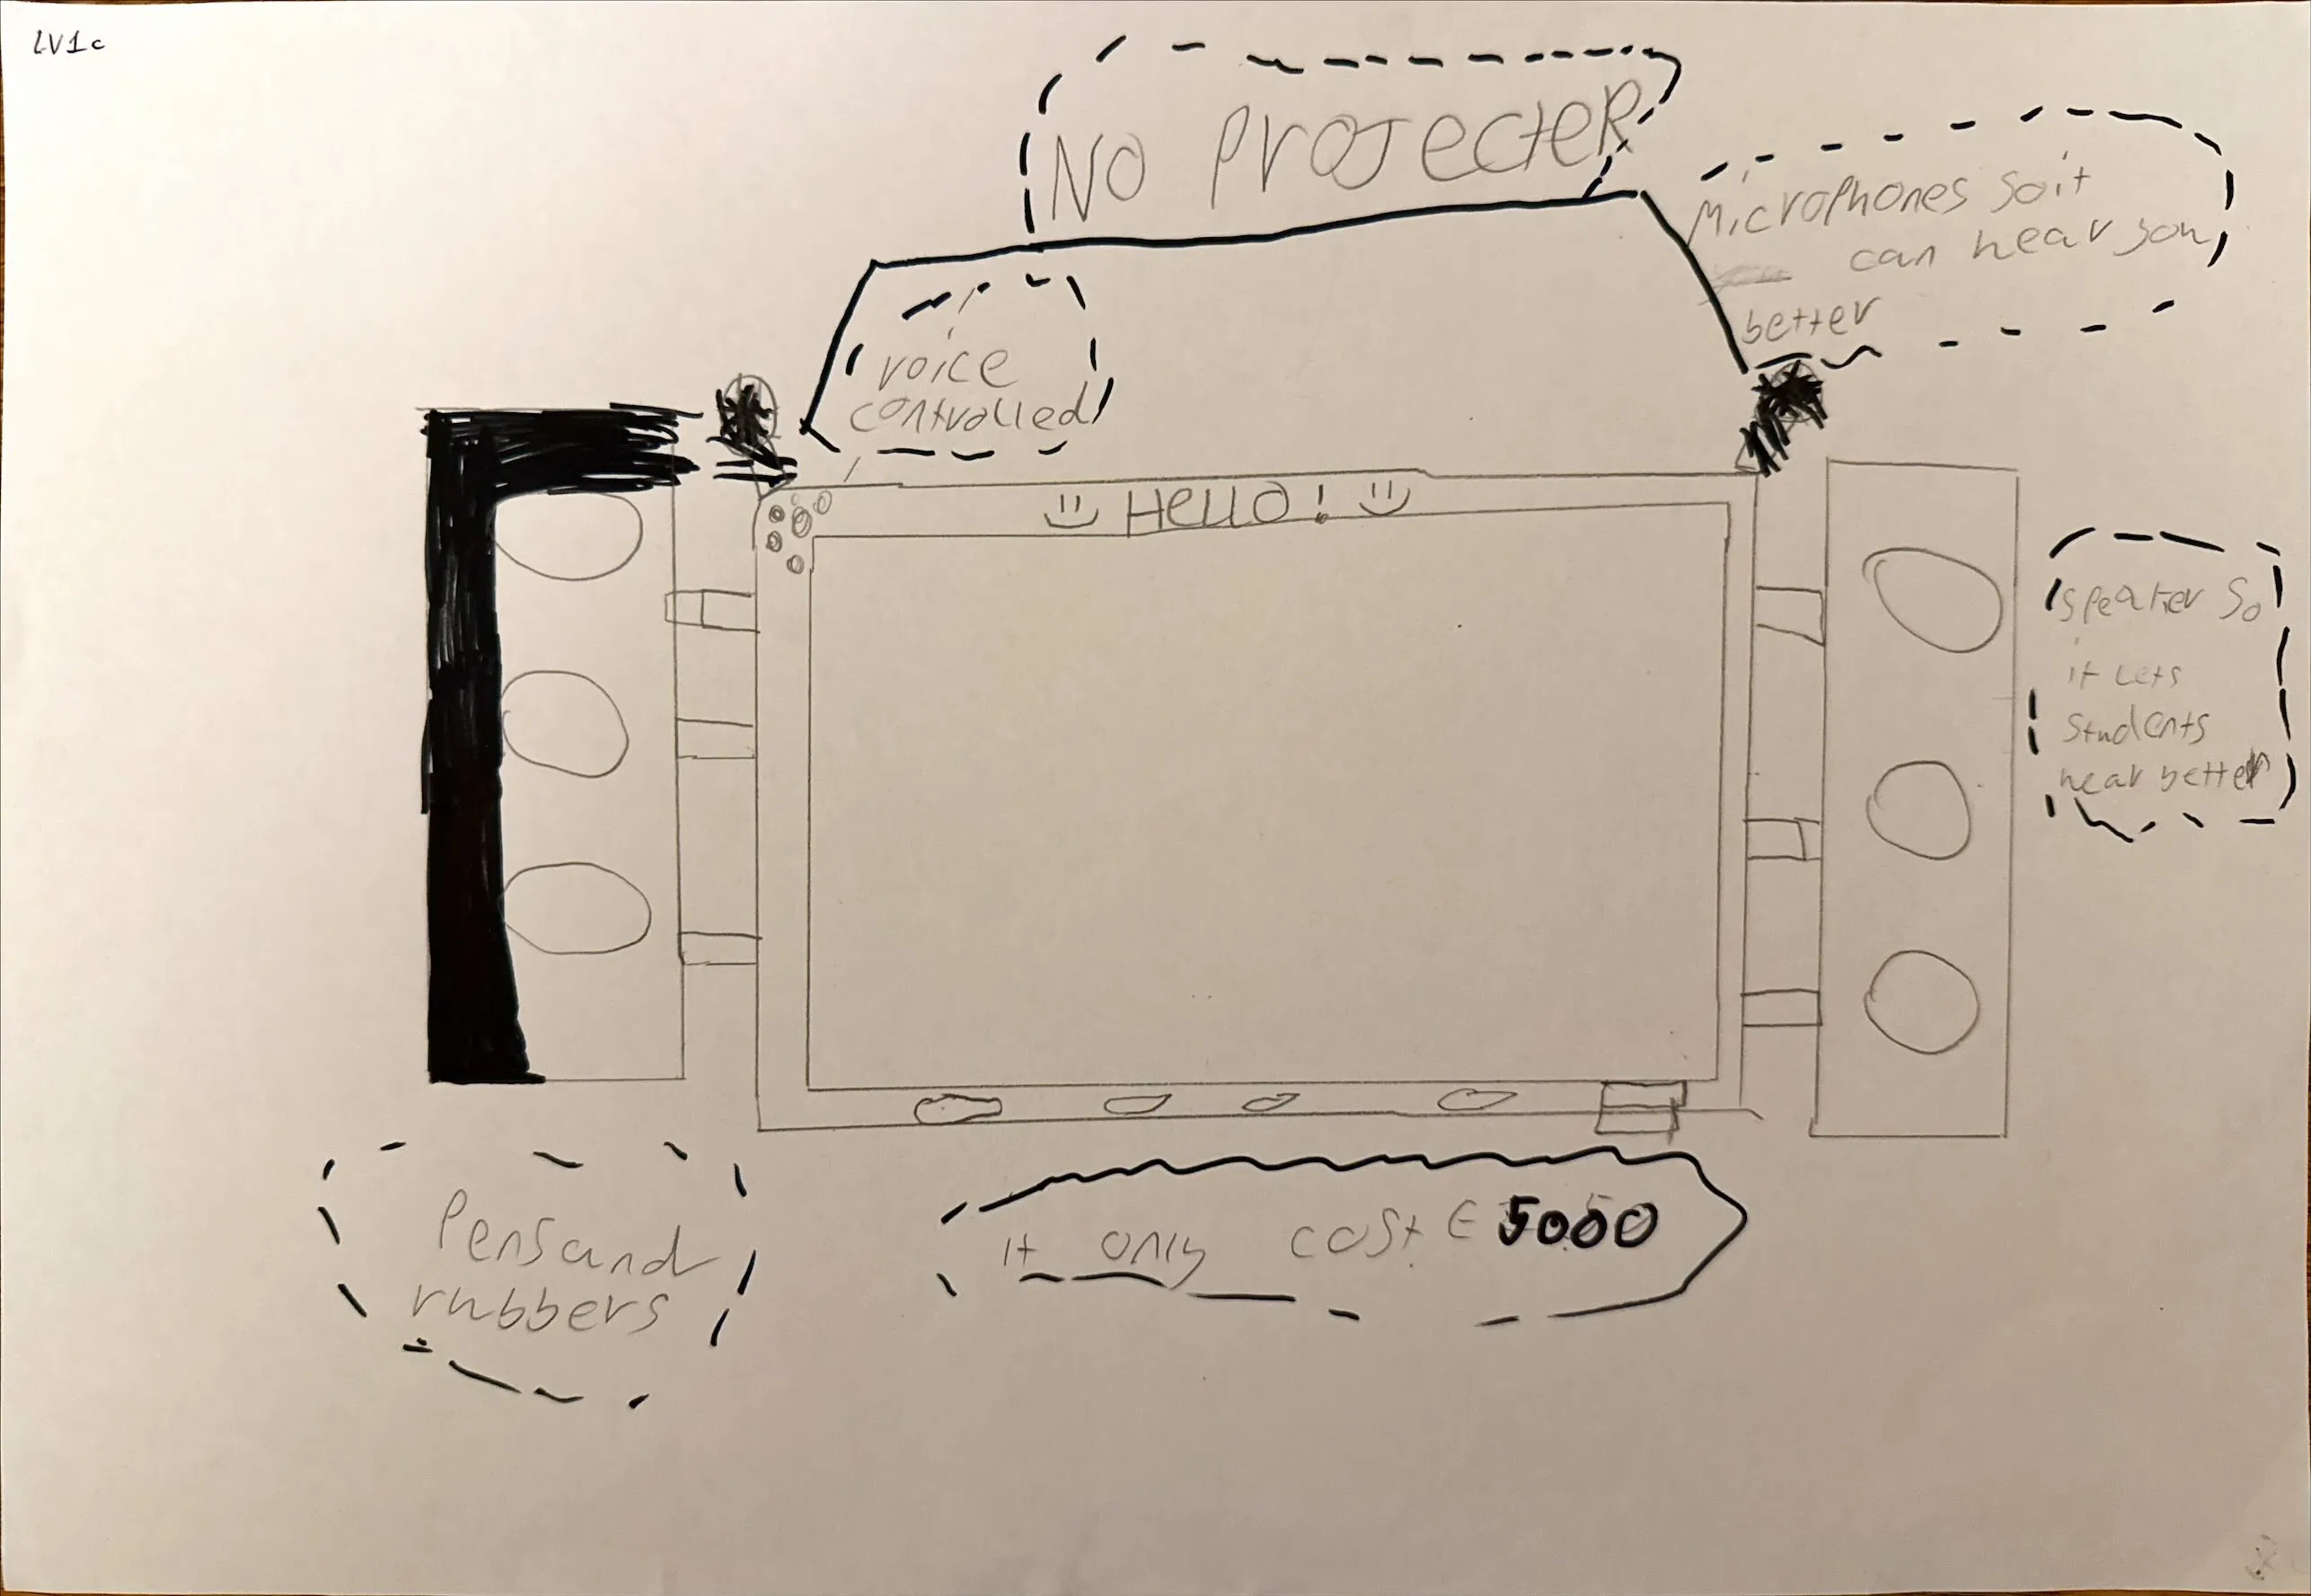 LV1c
NO PROJECTER
Microphones so it
can hear you
better
voice
controlled
Hello!
Speaker So
it Lets
Students
hear better
Pens and
rubbers
it only cost € 5000